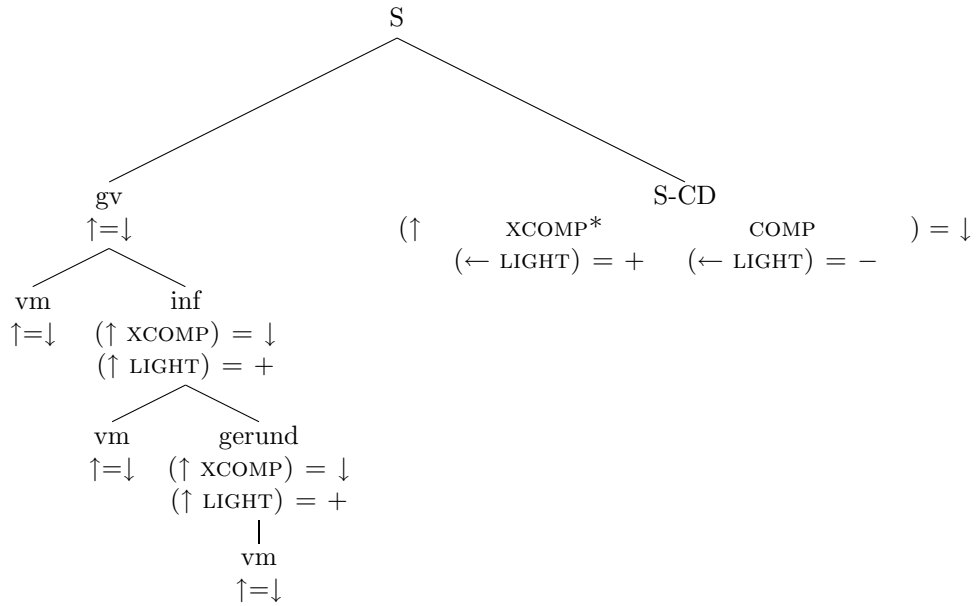 S
gv S-CD
↑=↓ (↑ XCOMP* COMP ) = ↓
(← LIGHT) = + (← LIGHT) = −
vm inf
↑=↓ (↑ XCOMP) = ↓
(↑ LIGHT) = +
vm gerund
↑=↓ (↑ XCOMP) = ↓
(↑ LIGHT) = +
vm
↑=↓